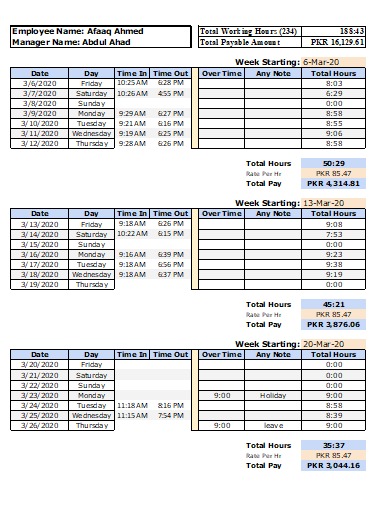 Employee Name: Afaaq Ahmed Total Working Hours (234) 188:43
Manager Name: Abdul Ahad Total Payable Amount PKR 16,129.61
Week Starting: 6-Mar-20
Date Day Time In Time Out Over Time Any Note Total Hours
3/6/2020 Friday 10:25 AM 6:28 PM 8:03
3/7/2020 Saturday 10:26 AM 4:55 PM 6:29
3/8/2020 Sunday 0:00
3/9/2020 Monday 9:29 AM 6:27 PM 8:58
3/10/2020 Tuesday 9:21 AM 6:16 PM 8:55
3/11/2020 Wednesday 9:19 AM 6:25 PM 9:06
3/12/2020 Thursday 9:28 AM 6:26 PM 8:58
Total Hours 50:29
Rate Per Hr PKR 85.47
Total Pay PKR 4,314.81
Week Starting: 13-Mar-20
Date Day Time In Time Out Over Time Any Note Total Hours
3/13/2020 Friday 9:18 AM 6:26 PM 9:08
3/14/2020 Saturday 10:22 AM 6:15 PM 7:53
3/15/2020 Sunday 0:00
3/16/2020 Monday 9:16 AM 6:39 PM 9:23
3/17/2020 Tuesday 9:18 AM 6:56 PM 9:38
3/18/2020 Wednesday 9:18 AM 6:37 PM 9:19
3/19/2020 Thursday 0:00
Total Hours 45:21
Rate Per Hr PKR 85.47
Total Pay PKR 3,876.06
Week Starting: 20-Mar-20
Date Day Time In Time Out Over Time Any Note Total Hours
3/20/2020 Friday 0:00
3/21/2020 Saturday 0:00
3/22/2020 Sunday 0:00
3/23/2020 Monday 9:00 Holiday 9:00
3/24/2020 Tuesday 11:18 AM 8:16 PM 8:58
3/25/2020 Wednesday 11:15 AM 7:54 PM 8:39
3/26/2020 Thursday 9:00 leave 9:00
Total Hours 35:37
Rate Per Hr PKR 85.47
Total Pay PKR 3,044.16